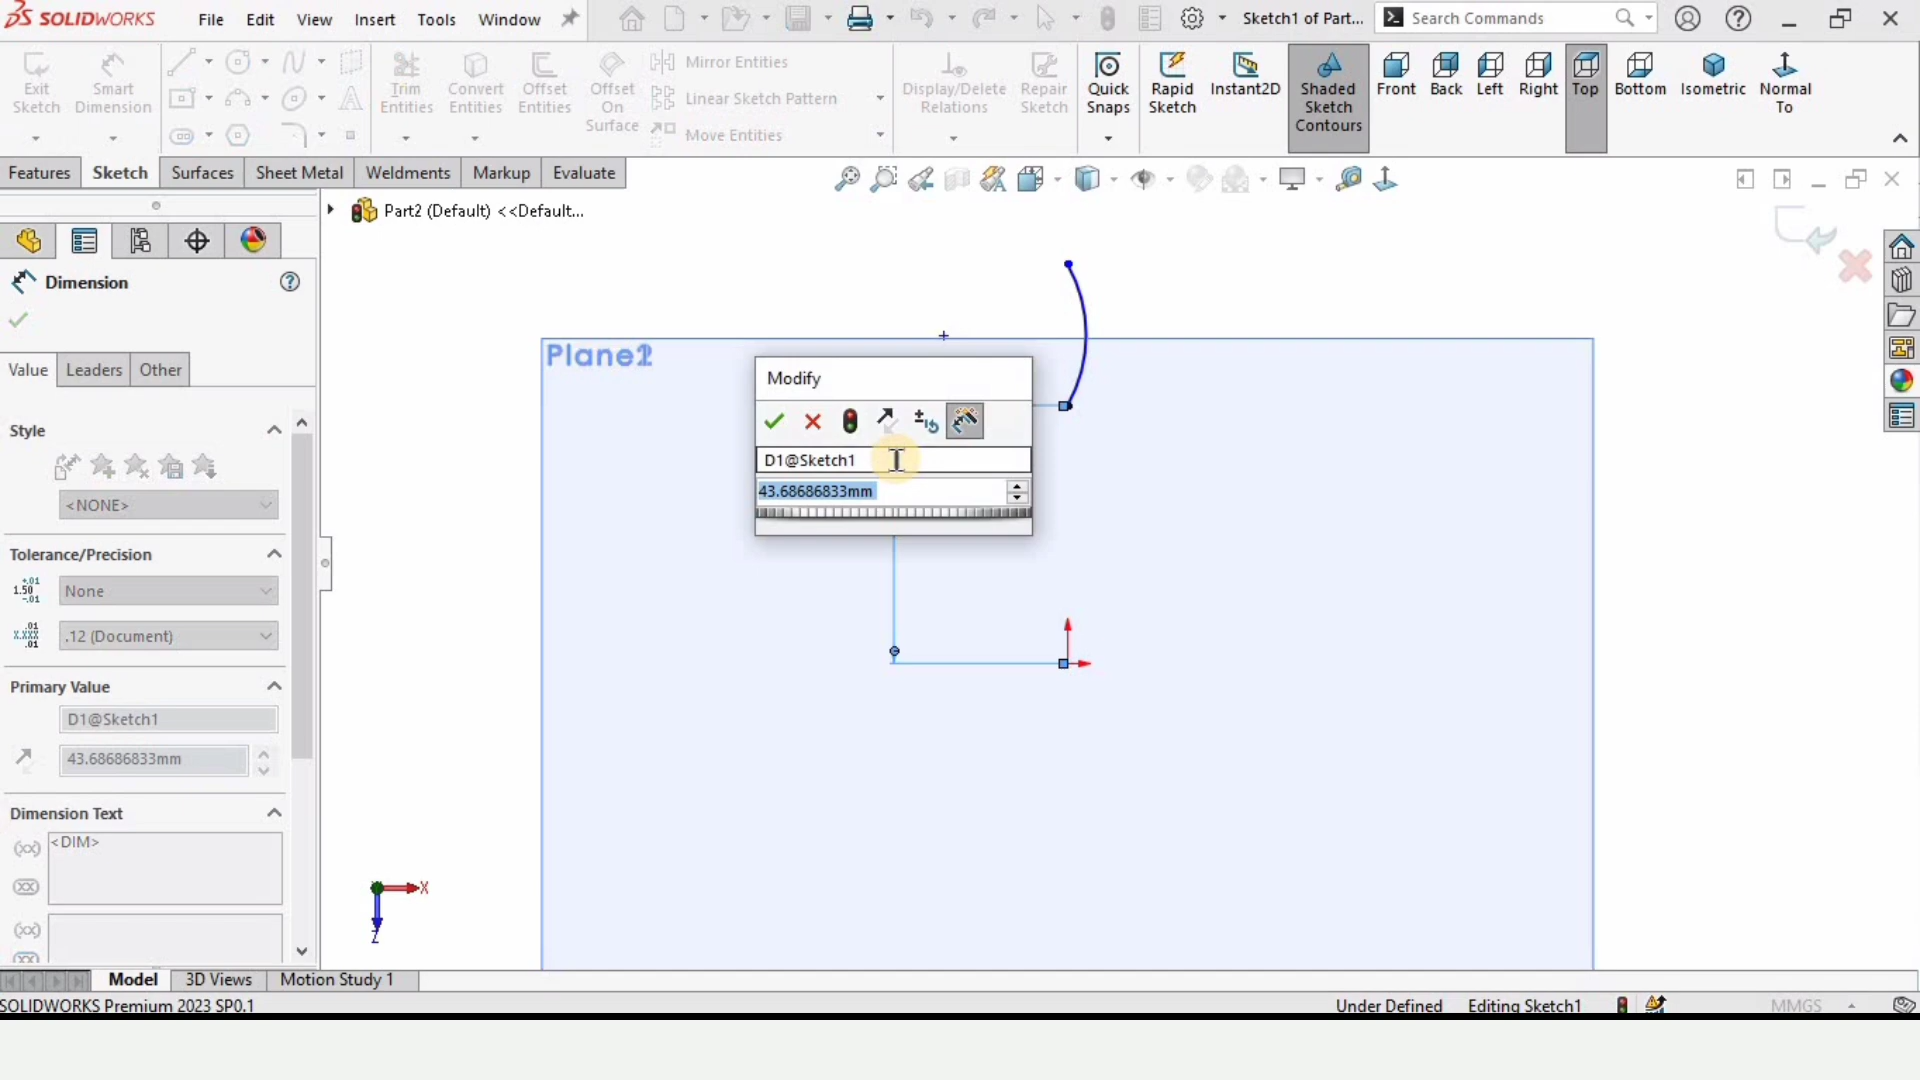 SOLIDWORKS File Edit View Insert Tools Window Sketch1 of Part... Search Commands
Exit Sketch
Smart Dimension
Trim Entities
Convert Entities
Offset Entities
Offset On Surface
Mirror Entities
Linear Sketch Pattern
Move Entities
Display/Delete Relations
Repair Sketch
Quick Snaps
Rapid Sketch
Instant2D
Shaded Sketch Contours
Front Back Left Right Top Bottom Isometric
Normal To
Features Sketch Surfaces Sheet Metal Weldments Markup Evaluate
Part2 (Default) <<Default...
Dimension
Value Leaders Other
Style
<NONE>
Tolerance/Precision
None
.12 (Document)
Primary Value
D1@Sketch1
43.68686833mm
Dimension Text
<DIM>
Modify
D1@Sketch1
43.68686833mm
X
Z
Model 3D Views Motion Study 1
SOLIDWORKS Premium 2023 SP0.1 Under Defined Editing Sketch1 MMGS